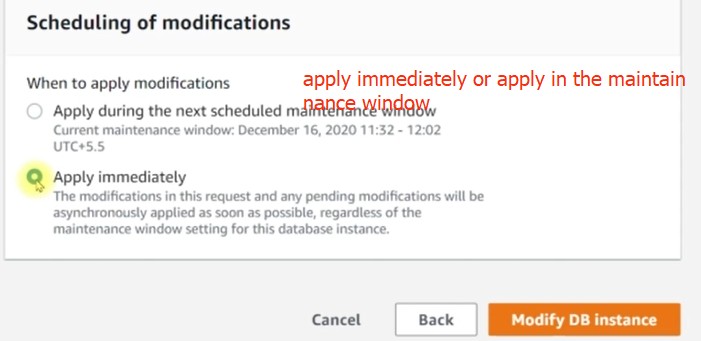 Scheduling of modifications
When to apply modifications
apply immediately or apply in the maintain
nance window
Apply during the next scheduled maintenance window
Current maintenance window: December 16, 2020 11:32 - 12:02
UTC+5.5
Apply immediately
The modifications in this request and any pending modifications will be
asynchronously applied as soon as possible, regardless of the
maintenance window setting for this database instance.
Cancel
Back
Modify DB instance